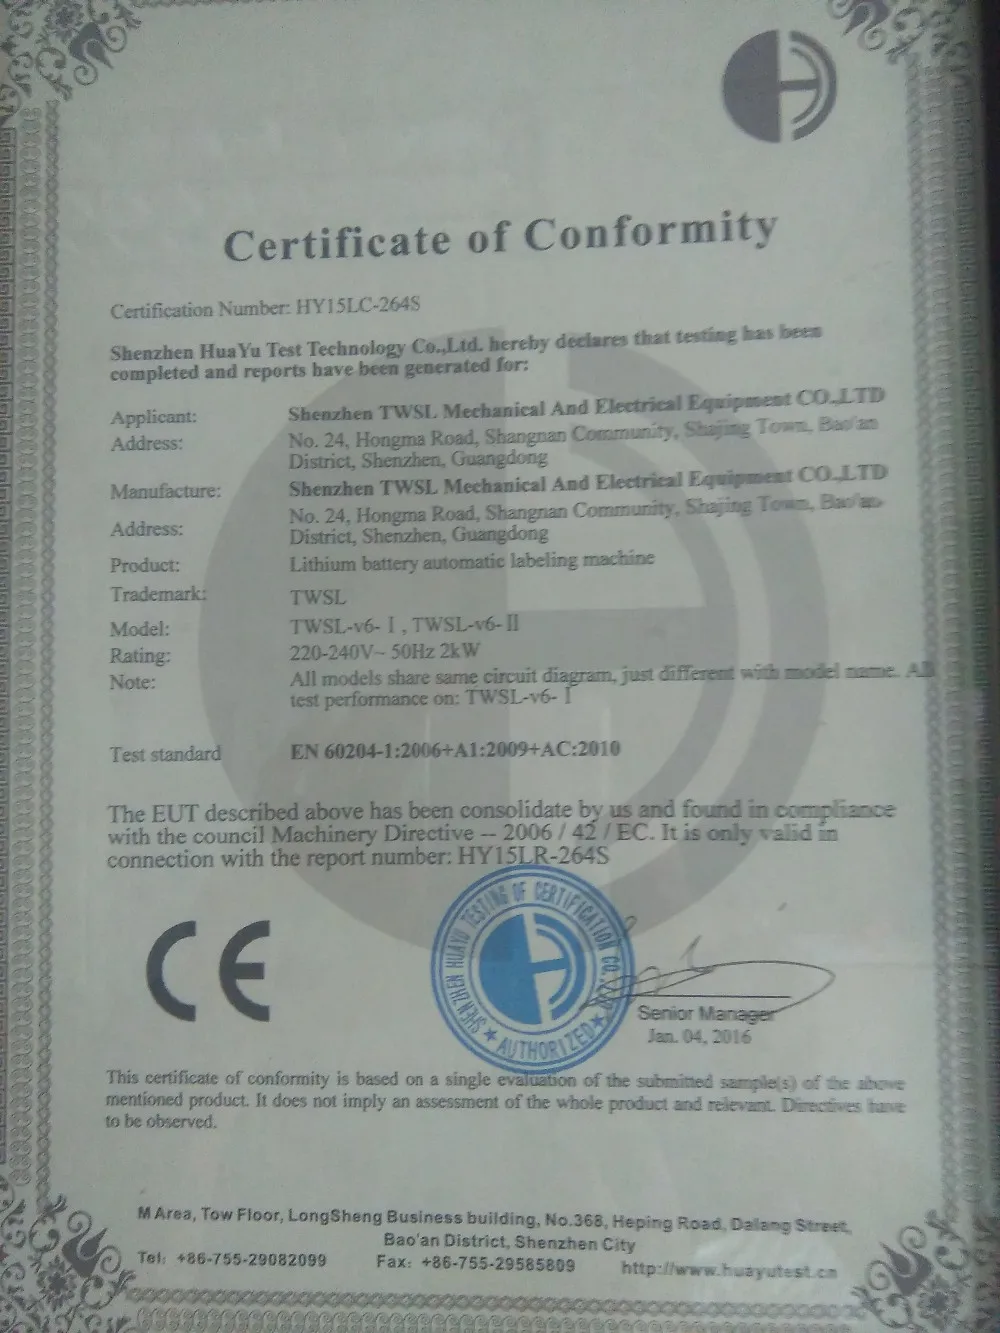 Certificate of Conformity
Certification Number: HY15LC-264S
Shenzhen HuaYu Test Technology Co.,Ltd. hereby declares that testing has been
completed and reports have been generated for:
Applicant: Shenzhen TWSL Mechanical And Electrical Equipment CO.,LTD
Address: No. 24, Hongma Road, Shangnan Community, Shajing Town, Bao'an
District, Shenzhen, Guangdong
Manufacture: Shenzhen TWSL Mechanical And Electrical Equipment CO.,LTD
Address: No. 24, Hongma Road, Shangnan Community, Shajing Town, Bao'an
District, Shenzhen, Guangdong
Product: Lithium battery automatic labeling machine
Trademark: TWSL
Model: TWSL-v6-Ⅰ, TWSL-v6-Ⅱ
Rating: 220-240V~ 50Hz 2kW
Note: All models share same circuit diagram, just different with model name. All
test performance on: TWSL-v6-Ⅰ
Test standard EN 60204-1:2006+A1:2009+AC:2010
The EUT described above has been consolidate by us and found in compliance
with the council Machinery Directive -- 2006 / 42 / EC. It is only valid in
connection with the report number: HY15LR-264S
CE
SHENZHEN HUAYU TESTING OF CERTIFICATION CO.,LTD
★ AUTHORIZED ★
Senior Manager
Jan. 04, 2016
This certificate of conformity is based on a single evaluation of the submitted sample(s) of the above
mentioned product. It does not imply an assessment of the whole product and relevant. Directives have
to be observed.
M Area, Tow Floor, LongSheng Business building, No.368, Heping Road, Dalang Street,
Bao'an District, Shenzhen City
Tel: +86-755-29082099 Fax: +86-755-29585809 http://www.huayutest.cn